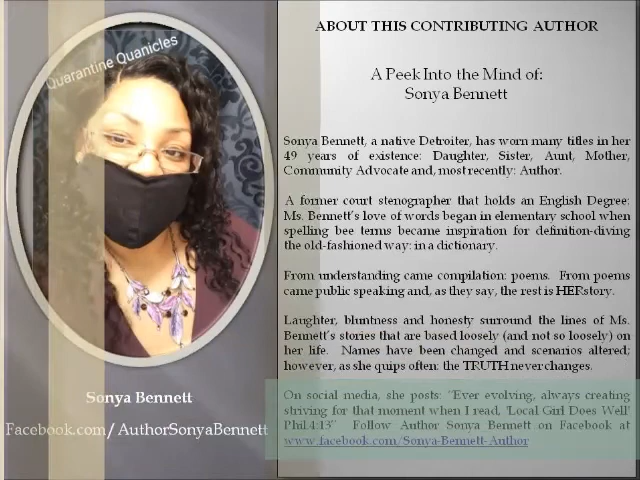 Quarantine Quanicles
Sonya Bennett
Facebook.com/AuthorSonyaBennett
ABOUT THIS CONTRIBUTING AUTHOR
A Peek Into the Mind of:
Sonya Bennett
Sonya Bennett, a native Detroiter, has worn many titles in her
49 years of existence: Daughter, Sister, Aunt, Mother,
Community Advocate and, most recently: Author.
A former court stenographer that holds an English Degree;
Ms. Bennett's love of words began in elementary school when
spelling bee terms became inspiration for definition-diving
the old-fashioned way: in a dictionary.
From understanding came compilation: poems. From poems
came public speaking and, as they say, the rest is HERstory.
Laughter, bluntness and honesty surround the lines of Ms.
Bennett's stories that are based loosely (and not so loosely) on
her life. Names have been changed and scenarios altered;
however, as she quips often: the TRUTH never changes.
On social media, she posts: "Ever evolving, always creating
striving for that moment when I read, 'Local Girl Does Well'
Phil.4:13" Follow Author Sonya Bennett on Facebook at
www.facebook.com/Sonya-Bennett-Author